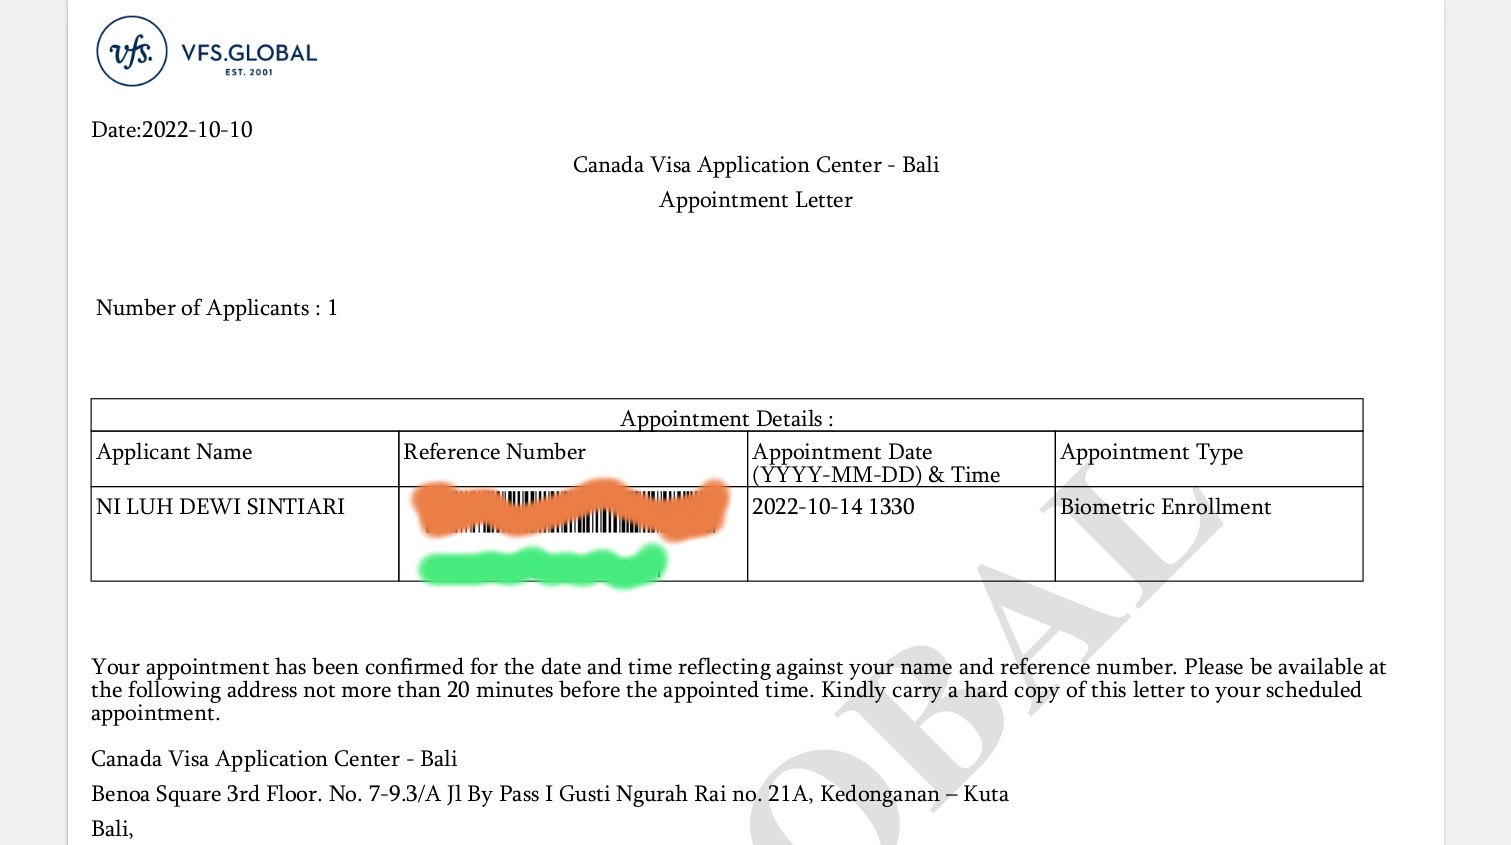 vfs. VFS.GLOBAL
EST. 2001
Date:2022-10-10
Canada Visa Application Center - Bali
Appointment Letter
Number of Applicants : 1
Appointment Details :
Applicant Name
Reference Number
Appointment Date
(YYYY-MM-DD) & Time
Appointment Type
NI LUH DEWI SINTIARI
2022-10-14 1330
Biometric Enrollment
Your appointment has been confirmed for the date and time reflecting against your name and reference number. Please be available at
the following address not more than 20 minutes before the appointed time. Kindly carry a hard copy of this letter to your scheduled
appointment.
Canada Visa Application Center - Bali
Benoa Square 3rd Floor. No. 7-9.3/A Jl By Pass I Gusti Ngurah Rai no. 21A, Kedonganan – Kuta
Bali,
OBAL